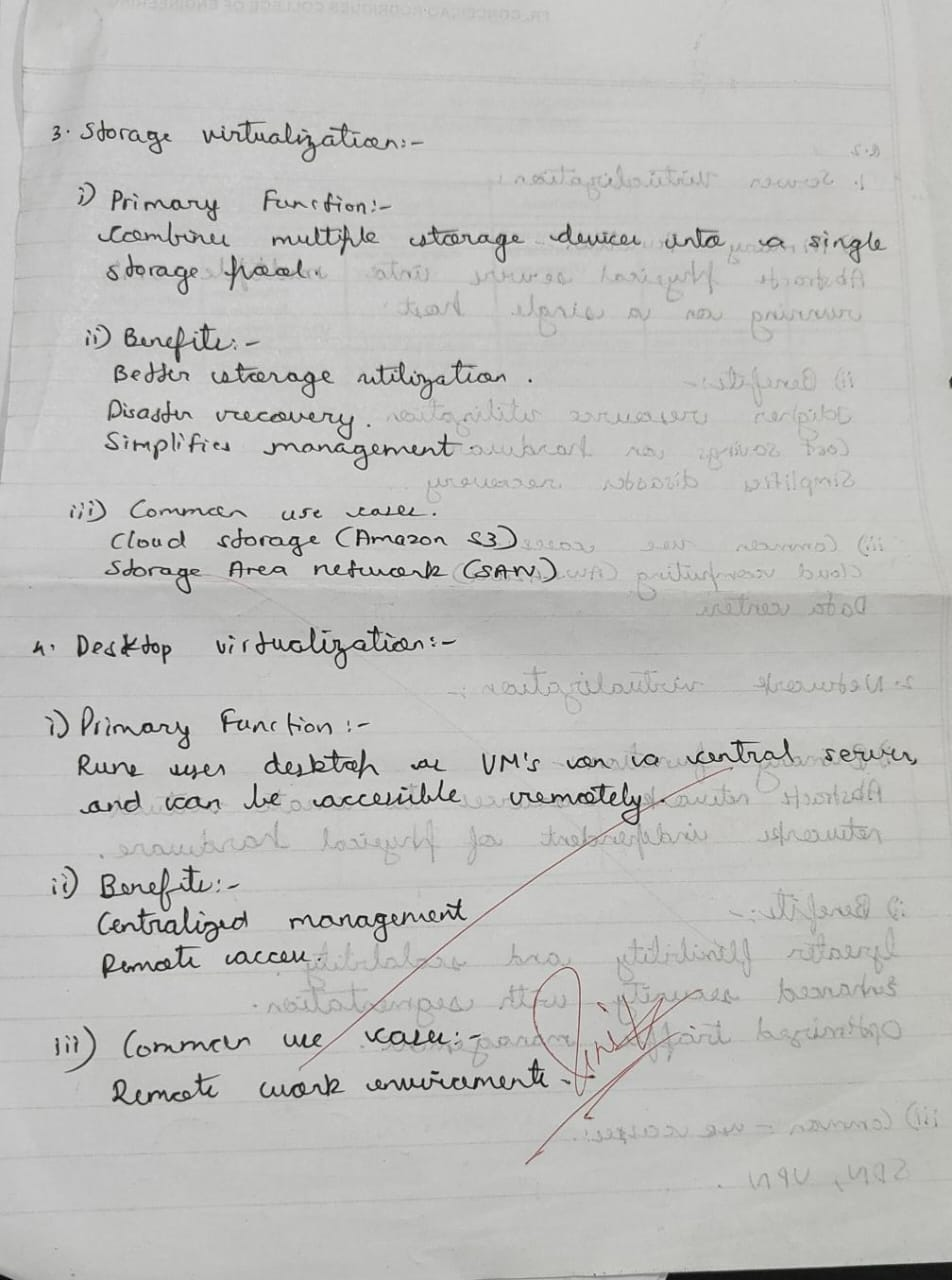 3. Storage virtualization:-
i) Primary Function:-
Combines multiple storage devices into a single
storage pool.
ii) Benefits:-
Better storage utilization.
Disaster recovery.
Simplifies management
iii) Common use cases.
Cloud storage (Amazon S3)
Storage Area network (SAN)
4. Desktop virtualization:-
i) Primary Function:-
Runs user desktop as VM's on a central server,
and can be accessible remotely.
ii) Benefits:-
Centralized management
Remote access.
iii) Common use cases:-
Remote work enviroments.